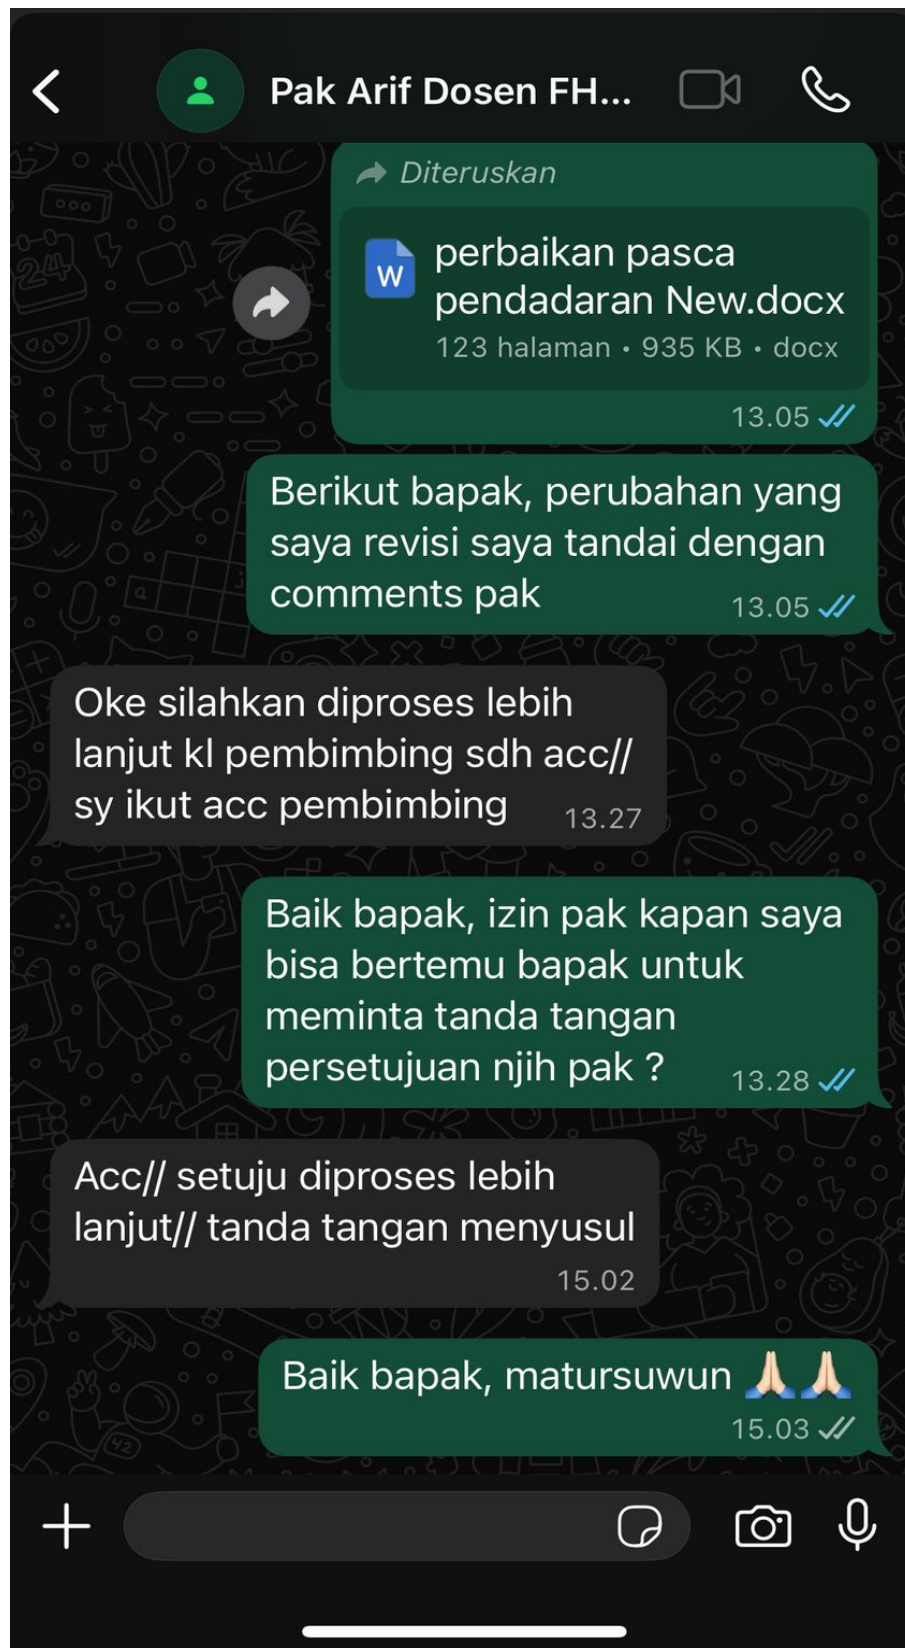 Pak Arif Dosen FH...
Diteruskan
W
perbaikan pasca
pendadaran New.docx
123 halaman • 935 KB • docx
13.05
Berikut bapak, perubahan yang
saya revisi saya tandai dengan
comments pak
13.05
Oke silahkan diproses lebih
lanjut kl pembimbing sdh acc//
sy ikut acc pembimbing
13.27
Baik bapak, izin pak kapan saya
bisa bertemu bapak untuk
meminta tanda tangan
persetujuan njih pak ?
13.28
Acc// setuju diproses lebih
lanjut// tanda tangan menyusul
15.02
Baik bapak, matursuwun 🙏🏻🙏🏻
15.03